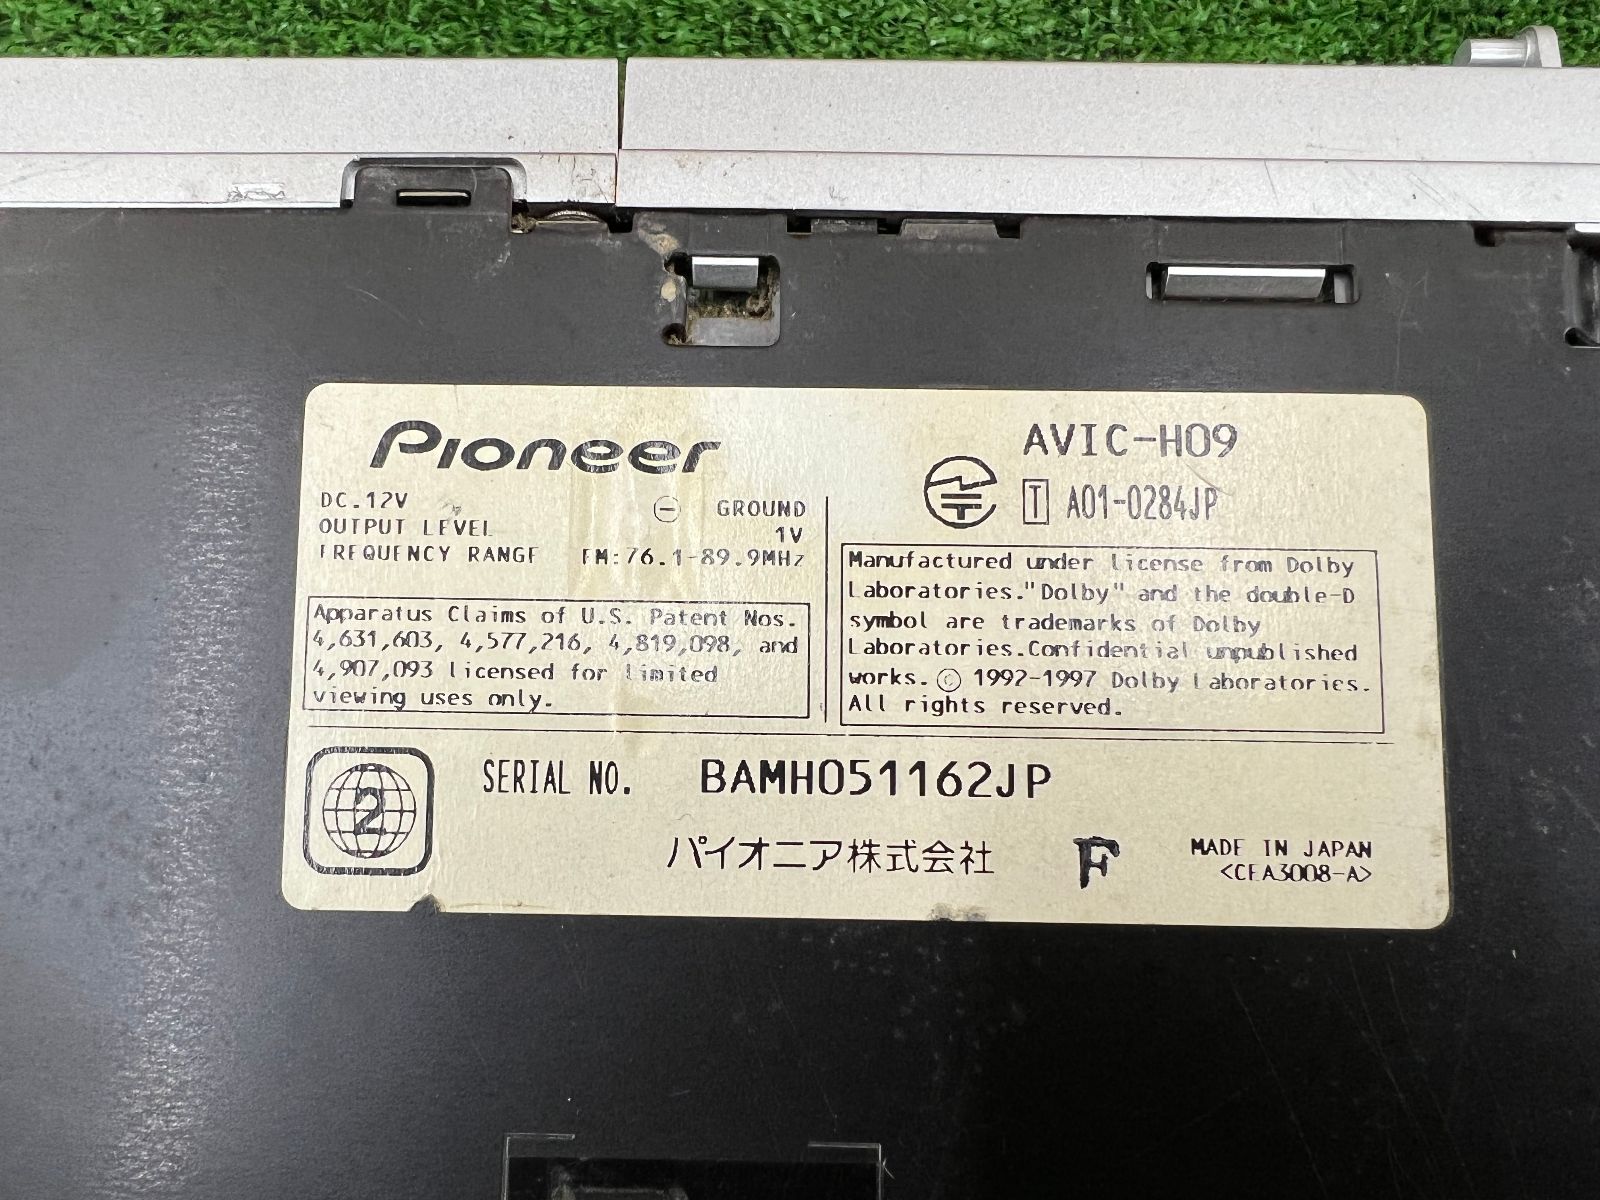 Pioneer
DC.12V ⊖ GROUND
OUTPUT LEVEL 1V
FREQUENCY RANGE FM:76.1-89.9MHz
Apparatus Claims of U.S. Patent Nos.
4,631,603, 4,577,216, 4,819,098, and
4,907,093 licensed for limited
viewing uses only.
AVIC-H09
T A01-0284JP
Manufactured under license from Dolby
Laboratories."Dolby" and the double-D
symbol are trademarks of Dolby
Laboratories.Confidential unpublished
works. © 1992-1997 Dolby Laboratories.
All rights reserved.
2
SERIAL NO. BAMH051162JP
パイオニア株式会社 F MADE IN JAPAN
<CEA3008-A>